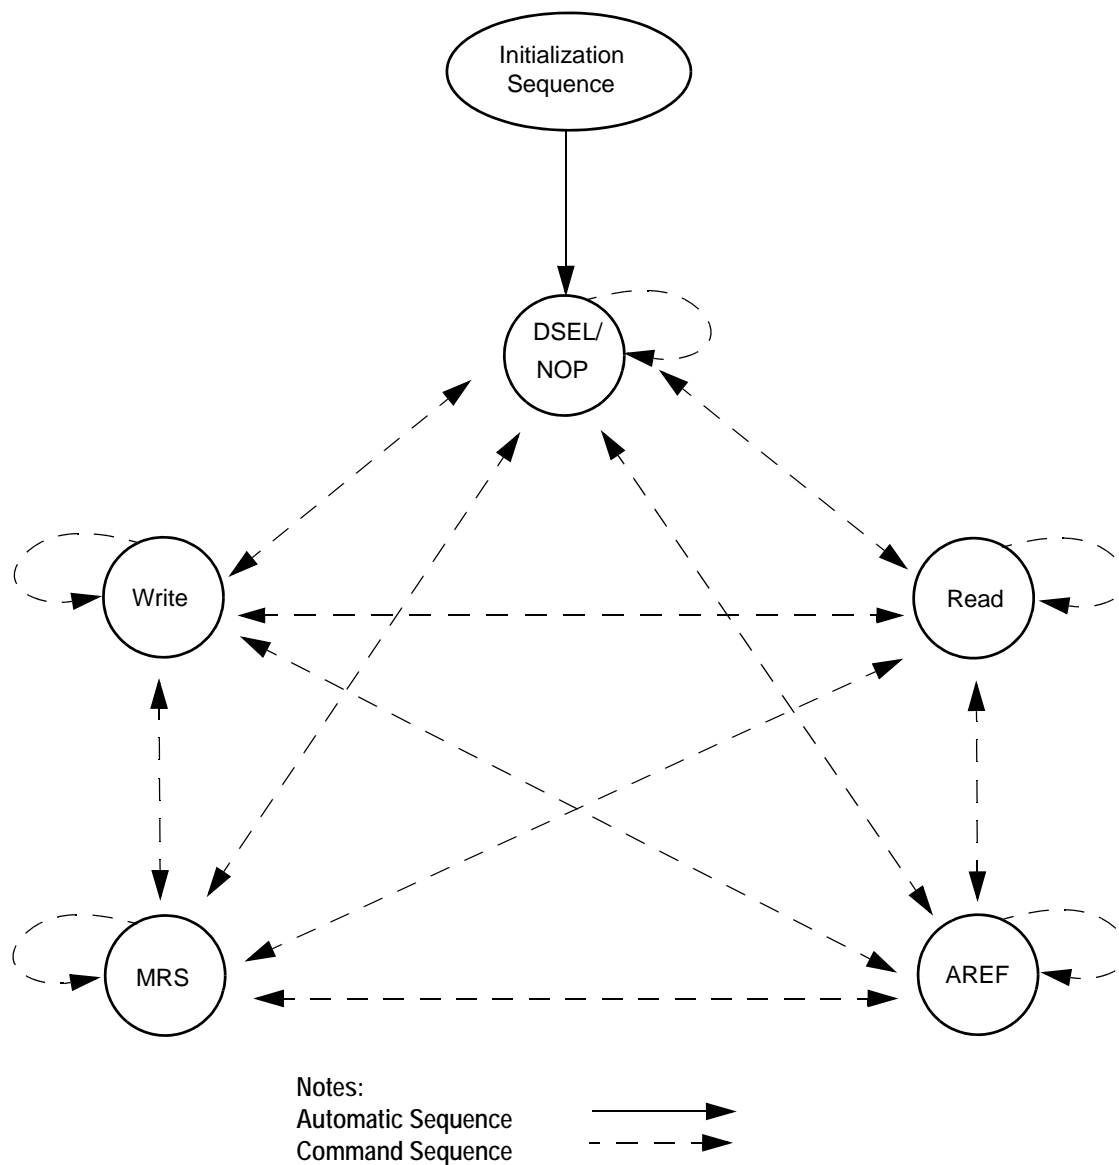 Initialization
Sequence
DSEL/
NOP
Write
Read
MRS
AREF
Notes:
Automatic Sequence
Command Sequence